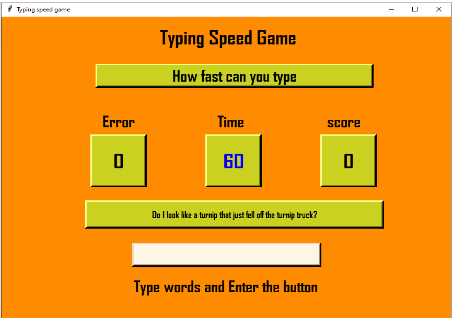 Typing speed game
Typing Speed Game
How fast can you type
Error Time score
0 60 0
Do I look like a turnip that just fell off the turnip truck?
Type words and Enter the button